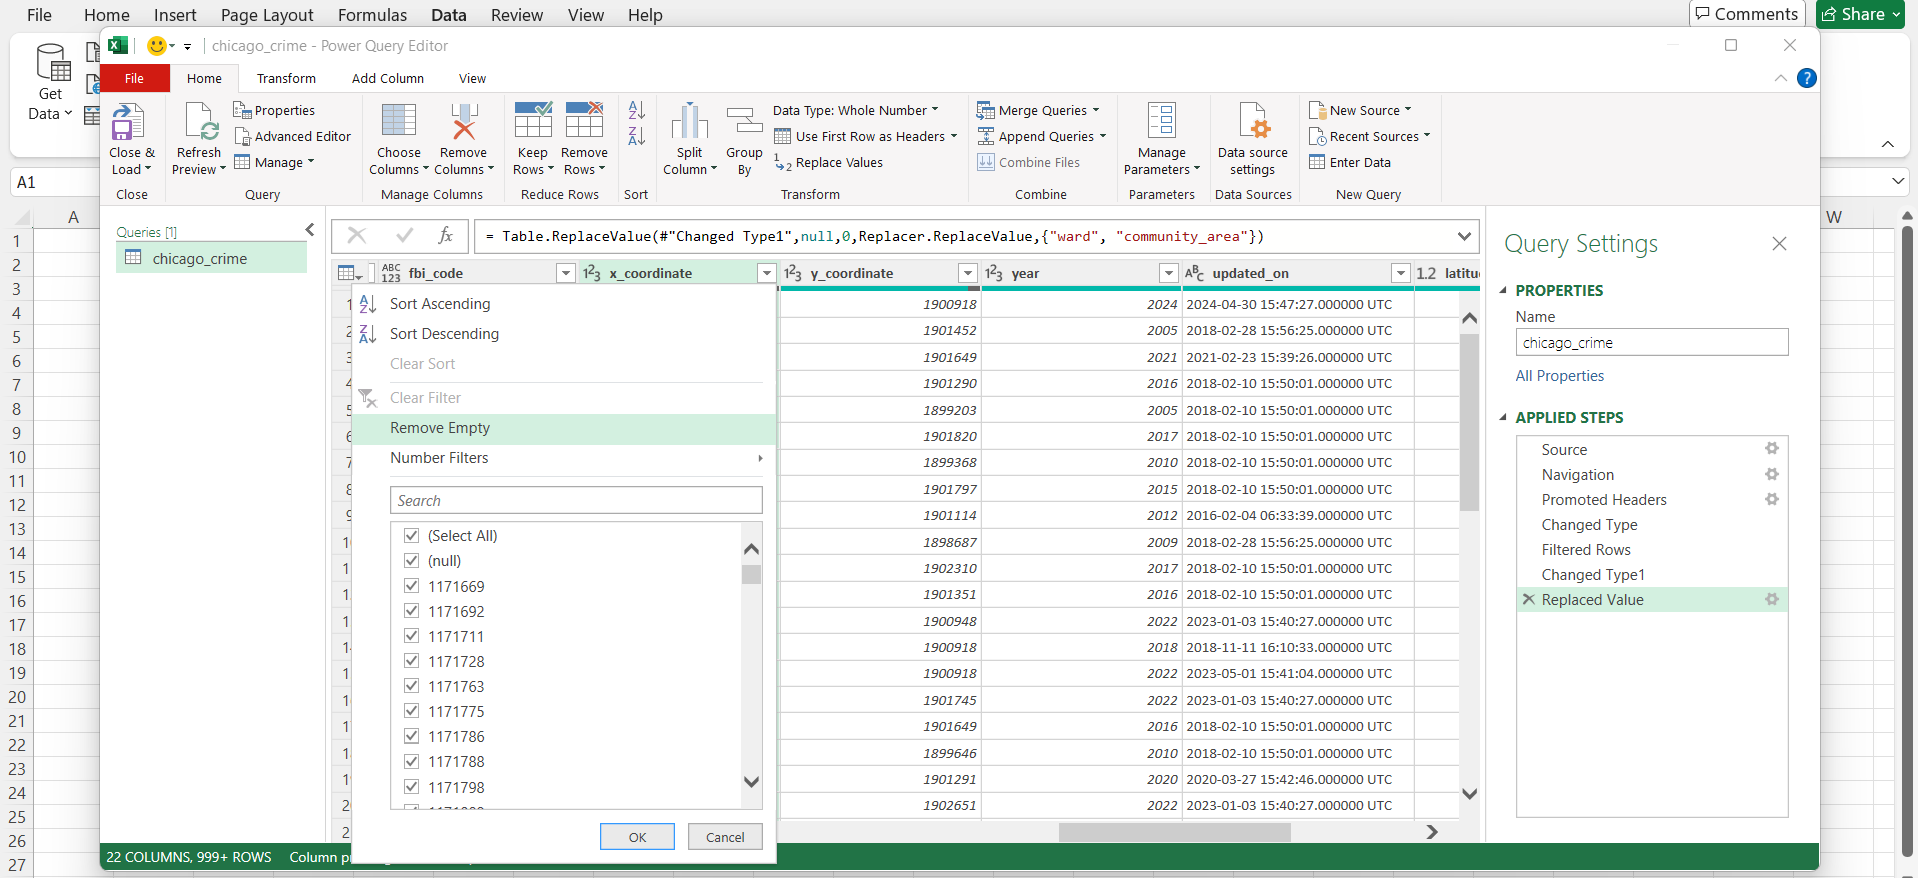 File Home Insert Page Layout Formulas Data Review View Help Comments Share
chicago_crime - Power Query Editor
File Home Transform Add Column View
Get
Data
Close &
Load
Close
Refresh
Preview
Properties
Advanced Editor
Manage
Query
Choose
Columns
Remove
Columns
Manage Columns
Keep
Rows
Remove
Rows
Reduce Rows
Sort
Split
Column
Group
By
Data Type: Whole Number
Use First Row as Headers
Replace Values
Transform
Merge Queries
Append Queries
Combine Files
Combine
Manage
Parameters
Parameters
Data source
settings
Data Sources
New Source
Recent Sources
Enter Data
New Query
A1
A W
1
2
3
4
5
6
7
8
9
10
11
12
13
14
15
16
17
18
19
20
21
22
23
24
25
26
27
Queries [1]
chicago_crime
fx = Table.ReplaceValue(#"Changed Type1",null,0,Replacer.ReplaceValue,{"ward", "community_area"})
ABC 123 fbi_code 123 x_coordinate 123 y_coordinate 123 year ABC updated_on 1.2 latitu
Sort Ascending
Sort Descending
Clear Sort
Clear Filter
Remove Empty
Number Filters
Search
(Select All)
(null)
1171669
1171692
1171711
1171728
1171763
1171775
1171786
1171788
1171798
OK Cancel
1900918 2024 2024-04-30 15:47:27.000000 UTC
1901452 2005 2018-02-28 15:56:25.000000 UTC
1901649 2021 2021-02-23 15:39:26.000000 UTC
1901290 2016 2018-02-10 15:50:01.000000 UTC
1899203 2005 2018-02-10 15:50:01.000000 UTC
1901820 2017 2018-02-10 15:50:01.000000 UTC
1899368 2010 2018-02-10 15:50:01.000000 UTC
1901797 2015 2018-02-10 15:50:01.000000 UTC
1901114 2012 2016-02-04 06:33:39.000000 UTC
1898687 2009 2018-02-28 15:56:25.000000 UTC
1902310 2017 2018-02-10 15:50:01.000000 UTC
1901351 2016 2018-02-10 15:50:01.000000 UTC
1900948 2022 2023-01-03 15:40:27.000000 UTC
1900918 2018 2018-11-11 16:10:33.000000 UTC
1900918 2022 2023-05-01 15:41:04.000000 UTC
1901745 2022 2023-01-03 15:40:27.000000 UTC
1901649 2016 2018-02-10 15:50:01.000000 UTC
1899646 2010 2018-02-10 15:50:01.000000 UTC
1901291 2020 2020-03-27 15:42:46.000000 UTC
1902651 2022 2023-01-03 15:40:27.000000 UTC
Query Settings
PROPERTIES
Name
chicago_crime
All Properties
APPLIED STEPS
Source
Navigation
Promoted Headers
Changed Type
Filtered Rows
Changed Type1
Replaced Value
22 COLUMNS, 999+ ROWS Column p